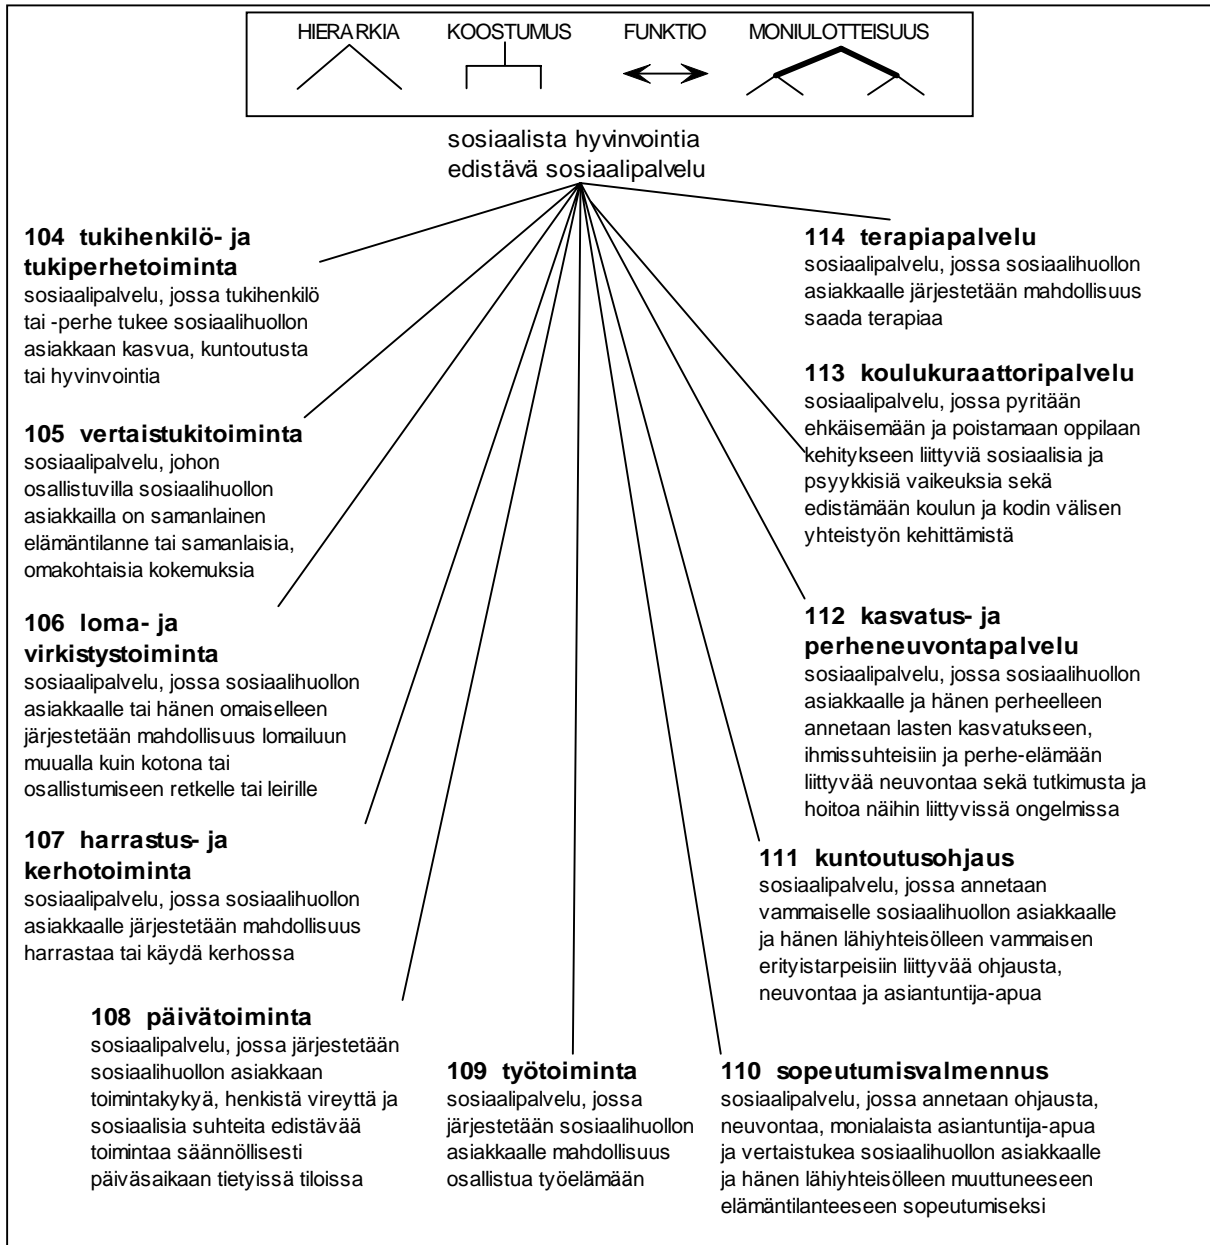 HIERARKIA KOOSTUMUS FUNKTIO MONIULOTTEISUUS
sosiaalista hyvinvointia
edistävä sosiaalipalvelu
104 tukihenkilö- ja
tukiperhetoiminta
sosiaalipalvelu, jossa tukihenkilö
tai -perhe tukee sosiaalihuollon
asiakkaan kasvua, kuntoutusta
tai hyvinvointia
105 vertaistukitoiminta
sosiaalipalvelu, johon
osallistuvilla sosiaalihuollon
asiakkailla on samanlainen
elämäntilanne tai samanlaisia,
omakohtaisia kokemuksia
106 loma- ja
virkistystoiminta
sosiaalipalvelu, jossa sosiaalihuollon
asiakkaalle tai hänen omaiselleen
järjestetään mahdollisuus lomailuun
muualla kuin kotona tai
osallistumiseen retkelle tai leirille
107 harrastus- ja
kerhotoiminta
sosiaalipalvelu, jossa sosiaalihuollon
asiakkaalle järjestetään mahdollisuus
harrastaa tai käydä kerhossa
108 päivätoiminta
sosiaalipalvelu, jossa järjestetään
sosiaalihuollon asiakkaan
toimintakykyä, henkistä vireyttä ja
sosiaalisia suhteita edistävää
toimintaa säännöllisesti
päiväsaikaan tietyissä tiloissa
109 työtoiminta
sosiaalipalvelu, jossa
järjestetään sosiaalihuollon
asiakkaalle mahdollisuus
osallistua työelämään
110 sopeutumisvalmennus
sosiaalipalvelu, jossa annetaan ohjausta,
neuvontaa, monialaista asiantuntija-apua
ja vertaistukea sosiaalihuollon asiakkaalle
ja hänen lähiyhteisölleen muuttuneeseen
elämäntilanteeseen sopeutumiseksi
111 kuntoutusohjaus
sosiaalipalvelu, jossa annetaan
vammaiselle sosiaalihuollon asiakkaalle
ja hänen lähiyhteisölleen vammaisen
erityistarpeisiin liittyvää ohjausta,
neuvontaa ja asiantuntija-apua
112 kasvatus- ja
perheneuvontapalvelu
sosiaalipalvelu, jossa sosiaalihuollon
asiakkaalle ja hänen perheelleen
annetaan lasten kasvatukseen,
ihmissuhteisiin ja perhe-elämään
liittyvää neuvontaa sekä tutkimusta ja
hoitoa näihin liittyvissä ongelmissa
113 koulukuraattoripalvelu
sosiaalipalvelu, jossa pyritään
ehkäisemään ja poistamaan oppilaan
kehitykseen liittyviä sosiaalisia ja
psyykkisiä vaikeuksia sekä
edistämään koulun ja kodin välisen
yhteistyön kehittämistä
114 terapiapalvelu
sosiaalipalvelu, jossa sosiaalihuollon
asiakkaalle järjestetään mahdollisuus
saada terapiaa